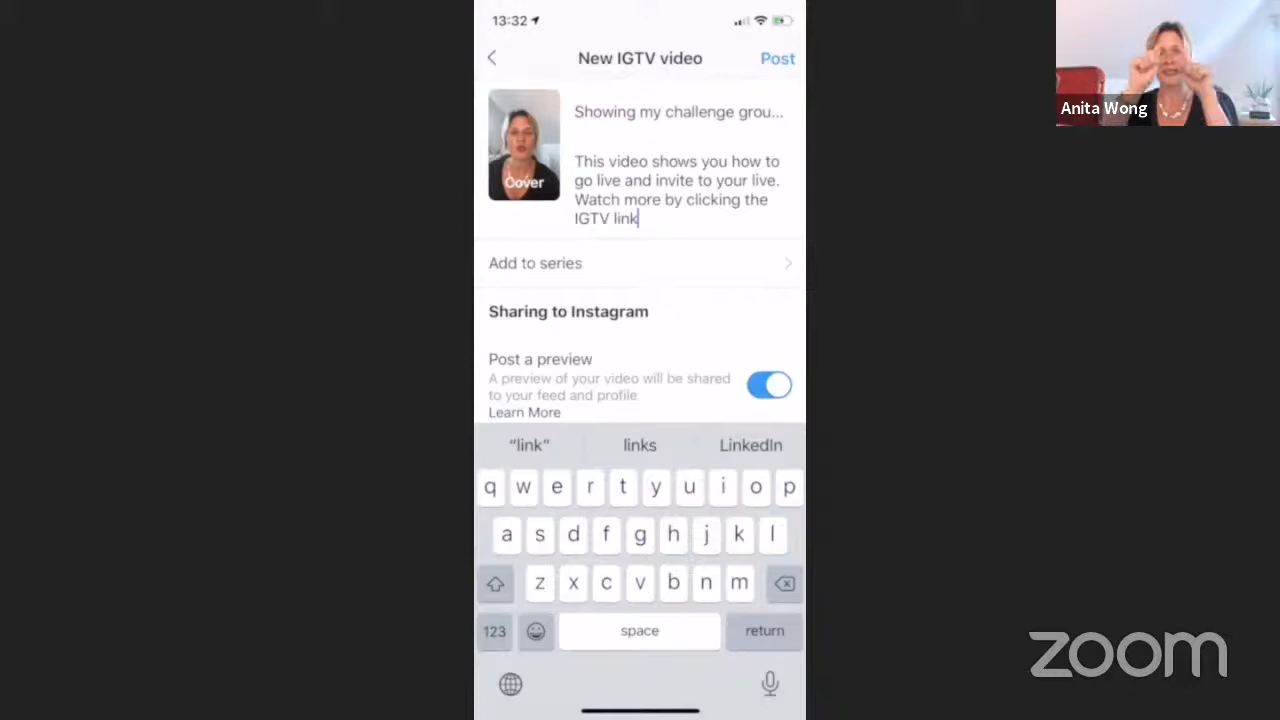 13:32
New IGTV video
Post
Anita Wong
Showing my challenge grou...
Cover
This video shows you how to
go live and invite to your live.
Watch more by clicking the
IGTV link
Add to series
Sharing to Instagram
Post a preview
A preview of your video will be shared
to your feed and profile
Learn More
“link” links LinkedIn
q w e r t y u i o p
a s d f g h j k l
z x c v b n m
123 space return
zoom